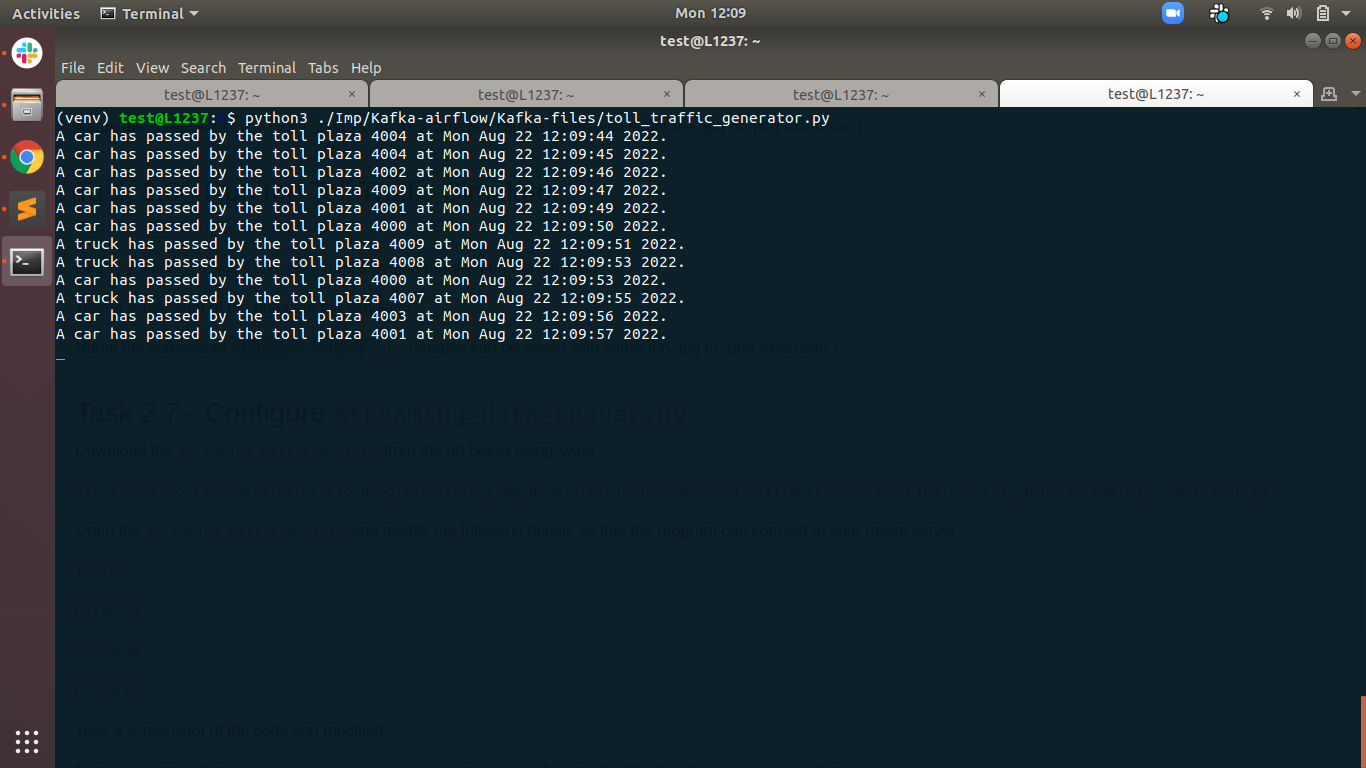 Activities Terminal Mon 12:09
test@L1237: ~
File Edit View Search Terminal Tabs Help
test@L1237: ~ × test@L1237: ~ × test@L1237: ~ × test@L1237: ~ ×
(venv) test@L1237:~$ python3 ./Imp/Kafka-airflow/Kafka-files/toll_traffic_generator.py
A car has passed by the toll plaza 4004 at Mon Aug 22 12:09:44 2022.
A car has passed by the toll plaza 4004 at Mon Aug 22 12:09:45 2022.
A car has passed by the toll plaza 4002 at Mon Aug 22 12:09:46 2022.
A car has passed by the toll plaza 4009 at Mon Aug 22 12:09:47 2022.
A car has passed by the toll plaza 4001 at Mon Aug 22 12:09:49 2022.
A car has passed by the toll plaza 4000 at Mon Aug 22 12:09:50 2022.
A truck has passed by the toll plaza 4009 at Mon Aug 22 12:09:51 2022.
A truck has passed by the toll plaza 4008 at Mon Aug 22 12:09:53 2022.
A car has passed by the toll plaza 4000 at Mon Aug 22 12:09:53 2022.
A truck has passed by the toll plaza 4007 at Mon Aug 22 12:09:55 2022.
A car has passed by the toll plaza 4003 at Mon Aug 22 12:09:56 2022.
A car has passed by the toll plaza 4001 at Mon Aug 22 12:09:57 2022.
Name the screenshot (Images can be saved with either the .jpg or .png extension.)
Task 2.7 - Configure streaming_data_reader.py
Download the streaming_data_reader.py from the url below using 'wget'.
Open the streaming_data_reader.py and modify the following details so that the program can connect to your mysql server.
TOPIC
DATABASE
USERNAME
PASSWORD
Take a screenshot of the code you modified.